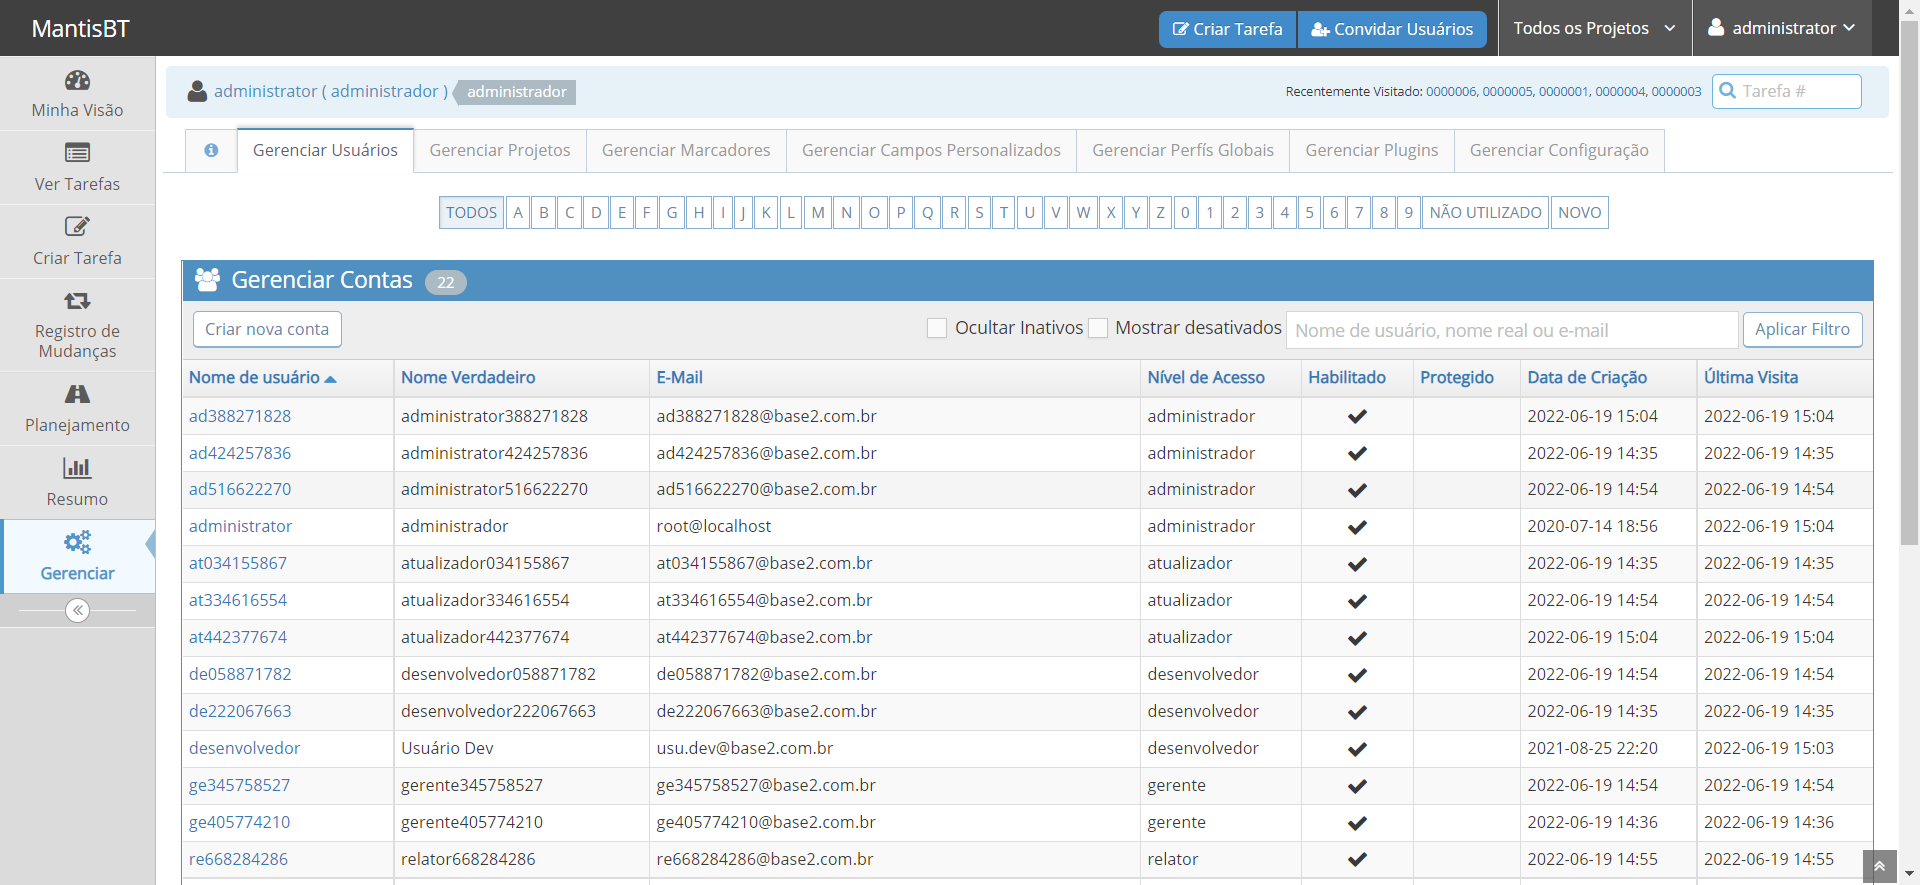 MantisBT
Criar Tarefa
Convidar Usuários
Todos os Projetos
administrator
Minha Visão
Ver Tarefas
Criar Tarefa
Registro de
Mudanças
Planejamento
Resumo
Gerenciar
administrator ( administrador )
administrador
Recentemente Visitado: 0000006, 0000005, 0000001, 0000004, 0000003
Tarefa #
Gerenciar Usuários
Gerenciar Projetos
Gerenciar Marcadores
Gerenciar Campos Personalizados
Gerenciar Perfís Globais
Gerenciar Plugins
Gerenciar Configuração
TODOS A B C D E F G H I J K L M N O P Q R S T U V W X Y Z 0 1 2 3 4 5 6 7 8 9 NÃO UTILIZADO NOVO
Gerenciar Contas 22
Criar nova conta
Ocultar Inativos
Mostrar desativados
Nome de usuário, nome real ou e-mail
Aplicar Filtro
Nome de usuário Nome Verdadeiro E-Mail Nível de Acesso Habilitado Protegido Data de Criação Última Visita
ad388271828 administrator388271828 ad388271828@base2.com.br administrador 2022-06-19 15:04 2022-06-19 15:04
ad424257836 administrator424257836 ad424257836@base2.com.br administrador 2022-06-19 14:35 2022-06-19 14:35
ad516622270 administrator516622270 ad516622270@base2.com.br administrador 2022-06-19 14:54 2022-06-19 14:54
administrator administrador root@localhost administrador 2020-07-14 18:56 2022-06-19 15:04
at034155867 atualizador034155867 at034155867@base2.com.br atualizador 2022-06-19 14:35 2022-06-19 14:35
at334616554 atualizador334616554 at334616554@base2.com.br atualizador 2022-06-19 14:54 2022-06-19 14:54
at442377674 atualizador442377674 at442377674@base2.com.br atualizador 2022-06-19 15:04 2022-06-19 15:04
de058871782 desenvolvedor058871782 de058871782@base2.com.br desenvolvedor 2022-06-19 14:54 2022-06-19 14:54
de222067663 desenvolvedor222067663 de222067663@base2.com.br desenvolvedor 2022-06-19 14:35 2022-06-19 14:35
desenvolvedor Usuário Dev usu.dev@base2.com.br desenvolvedor 2021-08-25 22:20 2022-06-19 15:03
ge345758527 gerente345758527 ge345758527@base2.com.br gerente 2022-06-19 14:54 2022-06-19 14:54
ge405774210 gerente405774210 ge405774210@base2.com.br gerente 2022-06-19 14:36 2022-06-19 14:36
re668284286 relator668284286 re668284286@base2.com.br relator 2022-06-19 14:55 2022-06-19 14:55